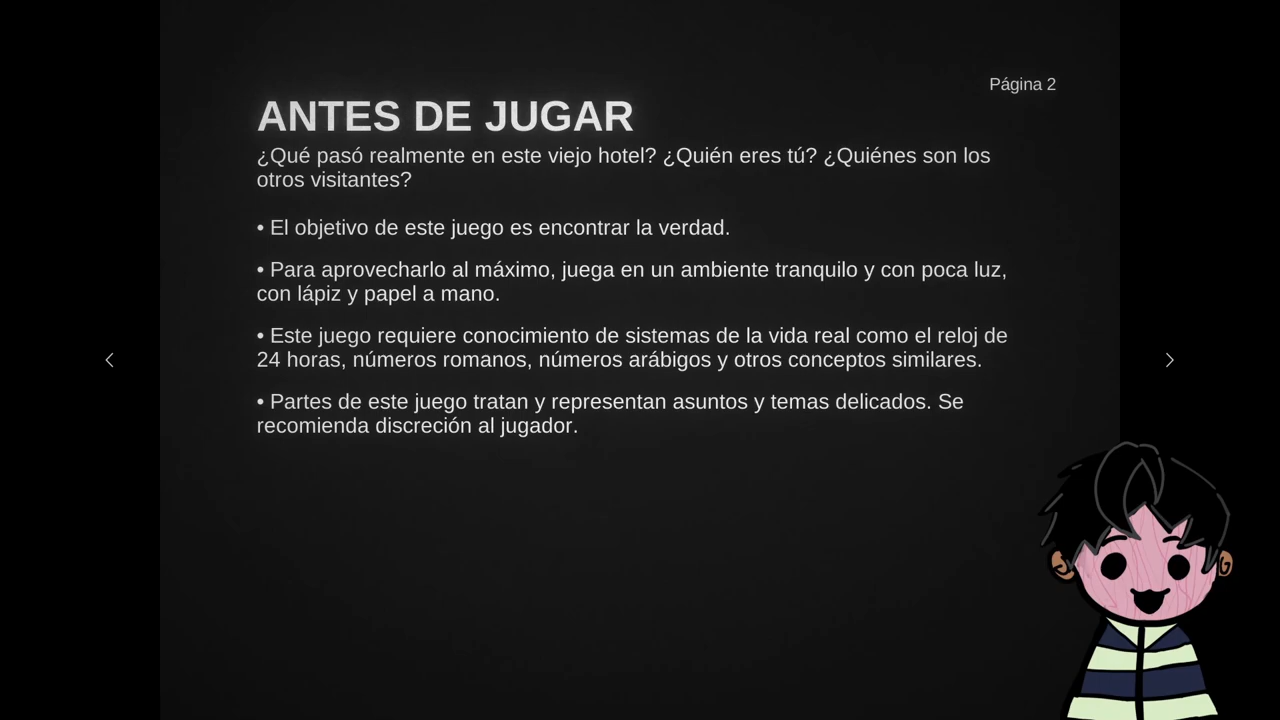 Página 2
ANTES DE JUGAR
¿Qué pasó realmente en este viejo hotel? ¿Quién eres tú? ¿Quiénes son los
otros visitantes?
• El objetivo de este juego es encontrar la verdad.
• Para aprovecharlo al máximo, juega en un ambiente tranquilo y con poca luz,
con lápiz y papel a mano.
• Este juego requiere conocimiento de sistemas de la vida real como el reloj de
24 horas, números romanos, números arábigos y otros conceptos similares.
• Partes de este juego tratan y representan asuntos y temas delicados. Se
recomienda discreción al jugador.